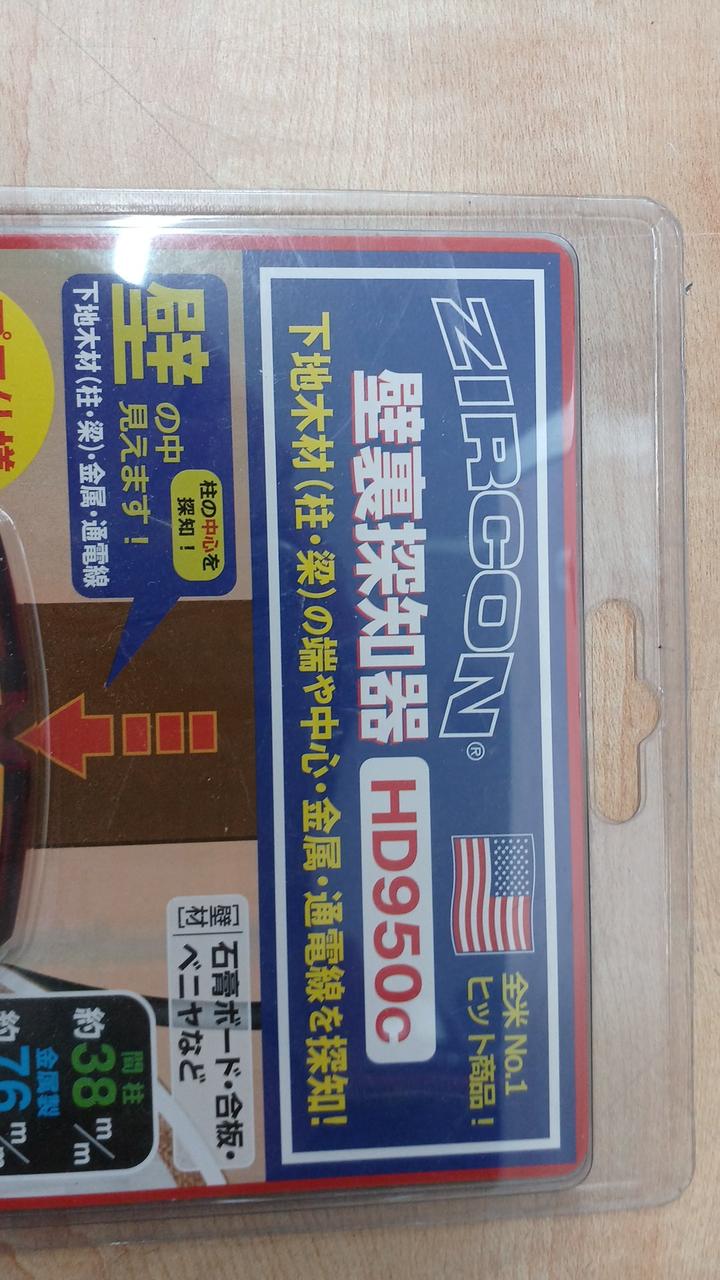 ZIRCON®
全米 No.1
ヒット商品！
壁裏探知器 HD950c
下地木材(柱・梁)の端や中心・金属・通電線を探知!
壁の中
見えます！
柱の中心を
探知！
下地木材(柱・梁)・金属・通電線
[壁材]
石膏ボード・合板・
ベニヤなど
間柱
約38m/m
金属製
約76m/m